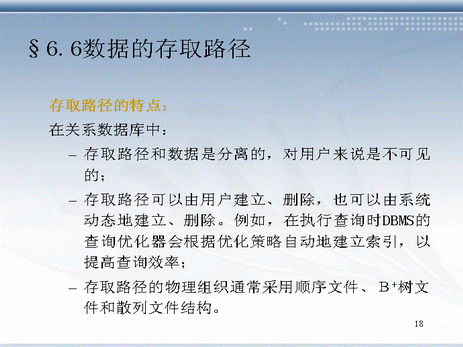 §6.6数据的存取路径
存取路径的特点：
在关系数据库中：
– 存取路径和数据是分离的，对用户来说是不可见
的；
– 存取路径可以由用户建立、删除，也可以由系统
动态地建立、删除。例如，在执行查询时DBMS的
查询优化器会根据优化策略自动地建立索引，以
提高查询效率；
– 存取路径的物理组织通常采用顺序文件、B⁺树文
件和散列文件结构。
18